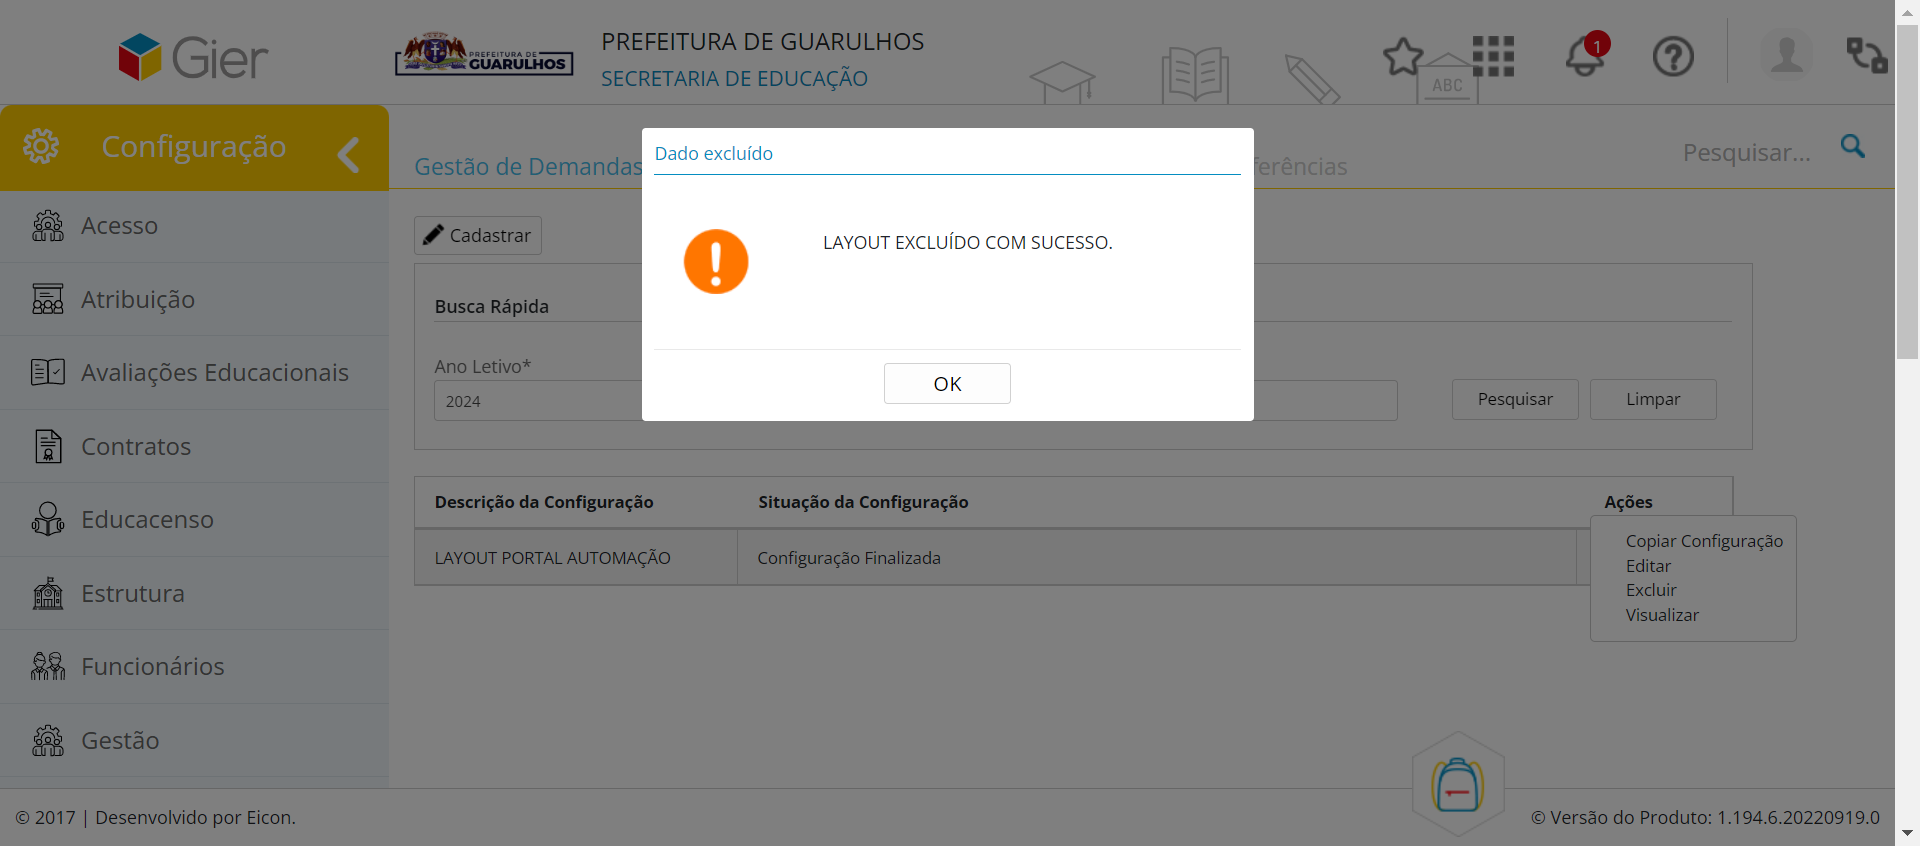 Gier
PREFEITURA DE
GUARULHOS
PREFEITURA DE GUARULHOS
SECRETARIA DE EDUCAÇÃO
ABC
1
Configuração
Gestão de Demandas
ferências
Pesquisar...
Acesso
Atribuição
Avaliações Educacionais
Contratos
Educacenso
Estrutura
Funcionários
Gestão
Cadastrar
Busca Rápida
Ano Letivo*
2024
Pesquisar
Limpar
Dado excluído
LAYOUT EXCLUÍDO COM SUCESSO.
OK
Descrição da Configuração
Situação da Configuração
Ações
LAYOUT PORTAL AUTOMAÇÃO
Configuração Finalizada
Copiar Configuração
Editar
Excluir
Visualizar
© 2017 | Desenvolvido por Eicon.
© Versão do Produto: 1.194.6.20220919.0